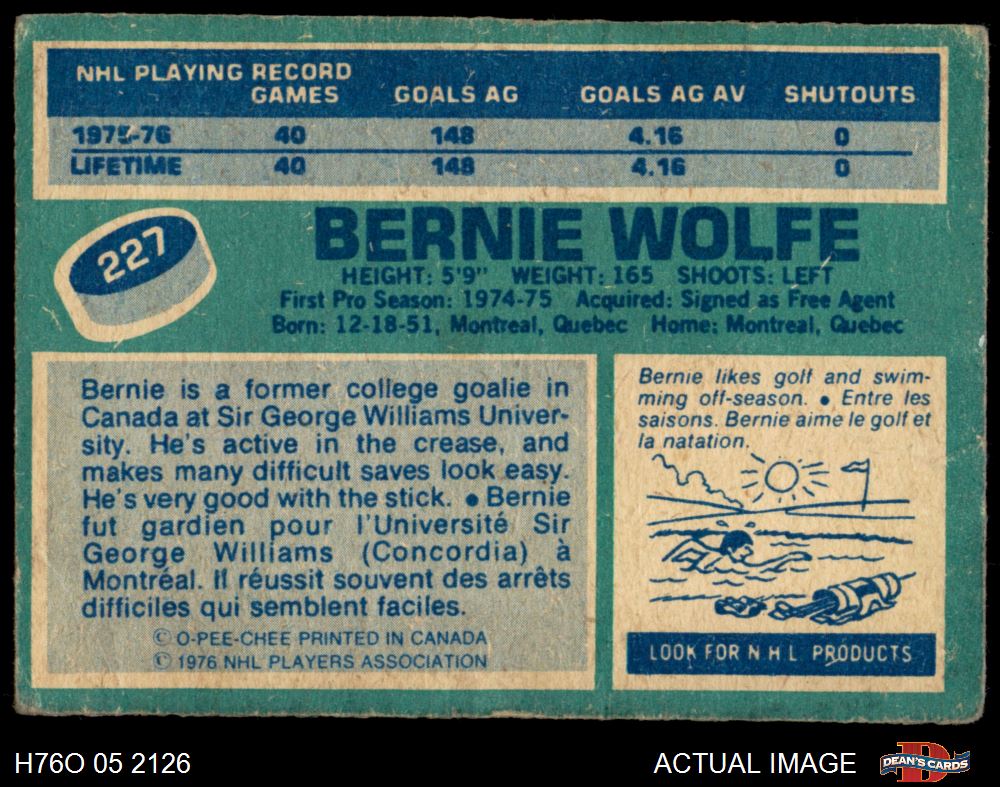 NHL PLAYING RECORD
GAMES GOALS AG GOALS AG AV SHUTOUTS
1975-76 40 148 4.16 0
LIFETIME 40 148 4.16 0
227
BERNIE WOLFE
HEIGHT: 5'9" WEIGHT: 165 SHOOTS: LEFT
First Pro Season: 1974-75 Acquired: Signed as Free Agent
Born: 12-18-51, Montreal, Quebec Home: Montreal, Quebec
Bernie is a former college goalie in
Canada at Sir George Williams Univer-
sity. He's active in the crease, and
makes many difficult saves look easy.
He's very good with the stick. • Bernie
fut gardien pour l'Université Sir
George Williams (Concordia) à
Montréal. Il réussit souvent des arrêts
difficiles qui semblent faciles.
© O-PEE-CHEE PRINTED IN CANADA
© 1976 NHL PLAYERS ASSOCIATION
Bernie likes golf and swim-
ming off-season. • Entre les
saisons. Bernie aime le golf et
la natation.
LOOK FOR N H L PRODUCTS
H76O 05 2126
ACTUAL IMAGE
DEAN'S CARDS